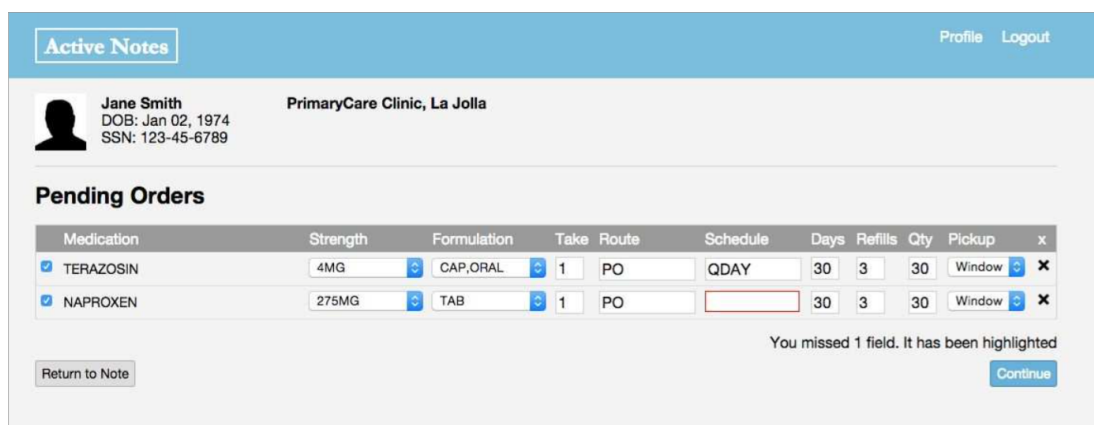 Active Notes
Profile Logout
Jane Smith
DOB: Jan 02, 1974
SSN: 123-45-6789
PrimaryCare Clinic, La Jolla
Pending Orders
Medication Strength Formulation Take Route Schedule Days Refills Qty Pickup x
TERAZOSIN 4MG CAP,ORAL 1 PO QDAY 30 3 30 Window ×
NAPROXEN 275MG TAB 1 PO 30 3 30 Window ×
You missed 1 field. It has been highlighted
Return to Note
Continue